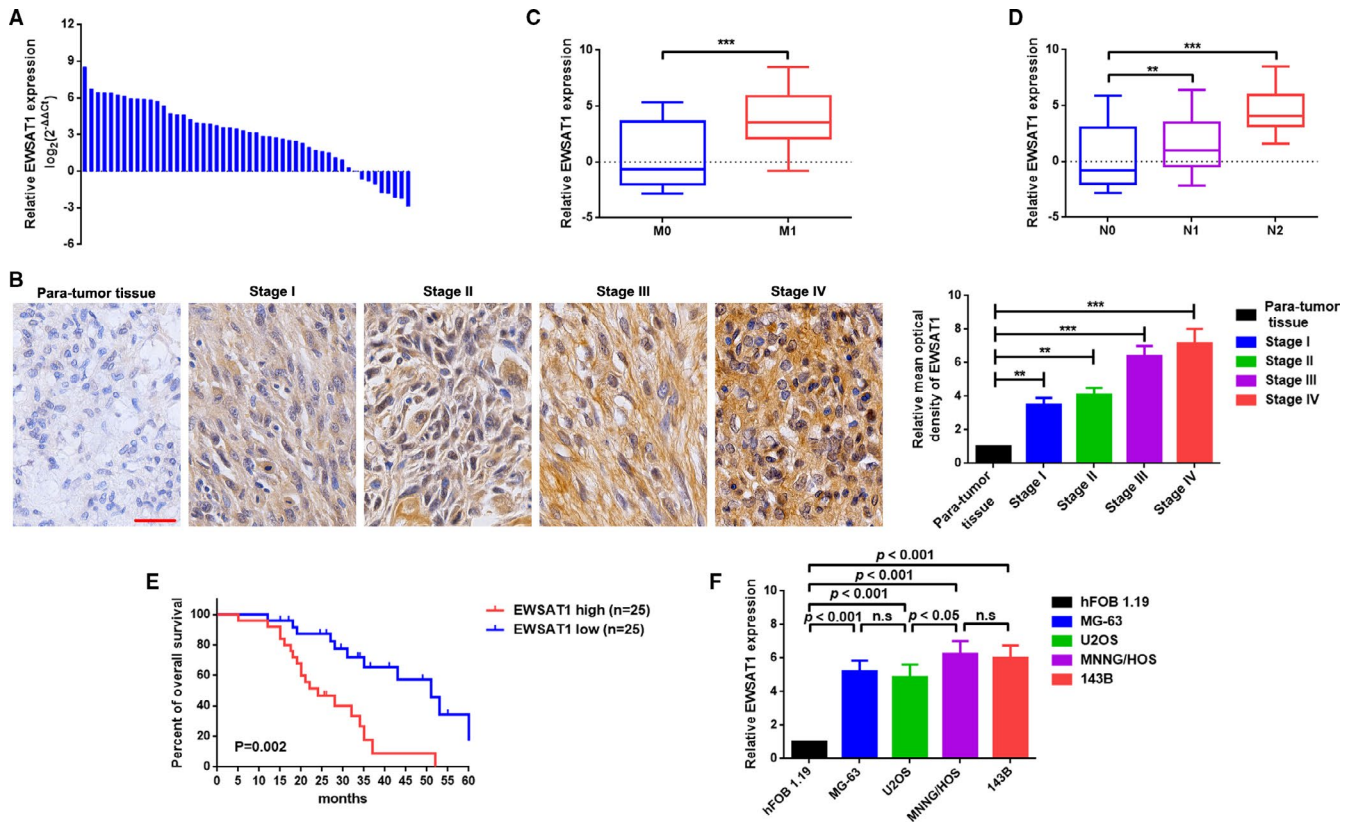 A
Relative EWSAT1 expression
log2[2-ΔΔCt]
12
9
6
3
0
-3
-6
C
Relative EWSAT1 expression
10
5
0
-5
***
M0
M1
D
Relative EWSAT1 expression
10
5
0
-5
***
**
N0
N1
N2
B
Para-tumor tissue
Stage I
Stage II
Stage III
Stage IV
Relative mean optical
density of EWSAT1
10
8
6
4
2
0
***
***
**
**
Para-tumor
tissue
Stage I
Stage II
Stage III
Stage IV
Para-tumor
tissue
Stage I
Stage II
Stage III
Stage IV
E
Percent of overall survival
100
80
60
40
20
0
EWSAT1 high (n=25)
EWSAT1 low (n=25)
P=0.002
0 5 10 15 20 25 30 35 40 45 50 55 60
months
F
Relative EWSAT1 expression
10
8
6
4
2
0
p < 0.001
p < 0.001
p < 0.001
p < 0.001 n.s p < 0.05 n.s
hFOB 1.19
MG-63
U2OS
MNNG/HOS
143B
hFOB 1.19
MG-63
U2OS
MNNG/HOS
143B